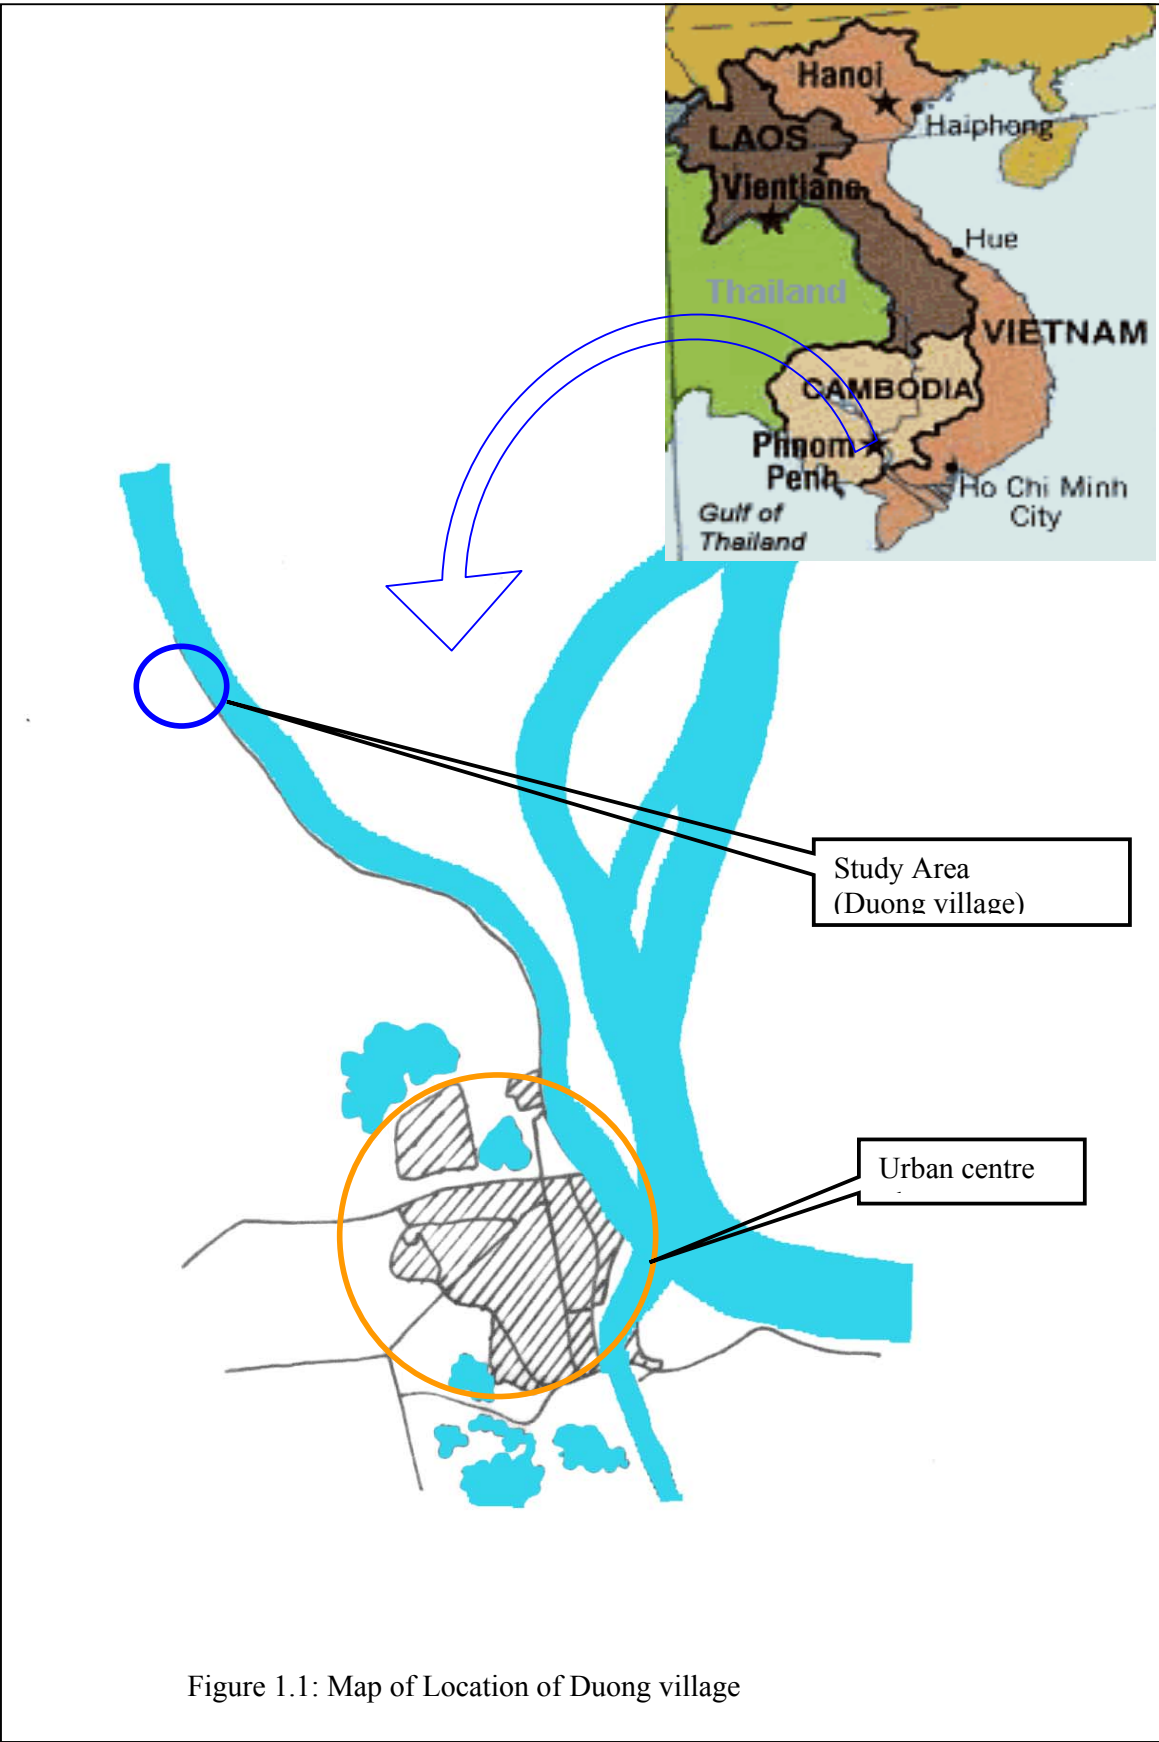 Hanoi
Haiphong
LAOS
Vientiane
Hue
Thailand
VIETNAM
CAMBODIA
Phnom
Penh
Ho Chi Minh
City
Gulf of
Thailand
Study Area
(Duong village)
Urban centre
Figure 1.1: Map of Location of Duong village